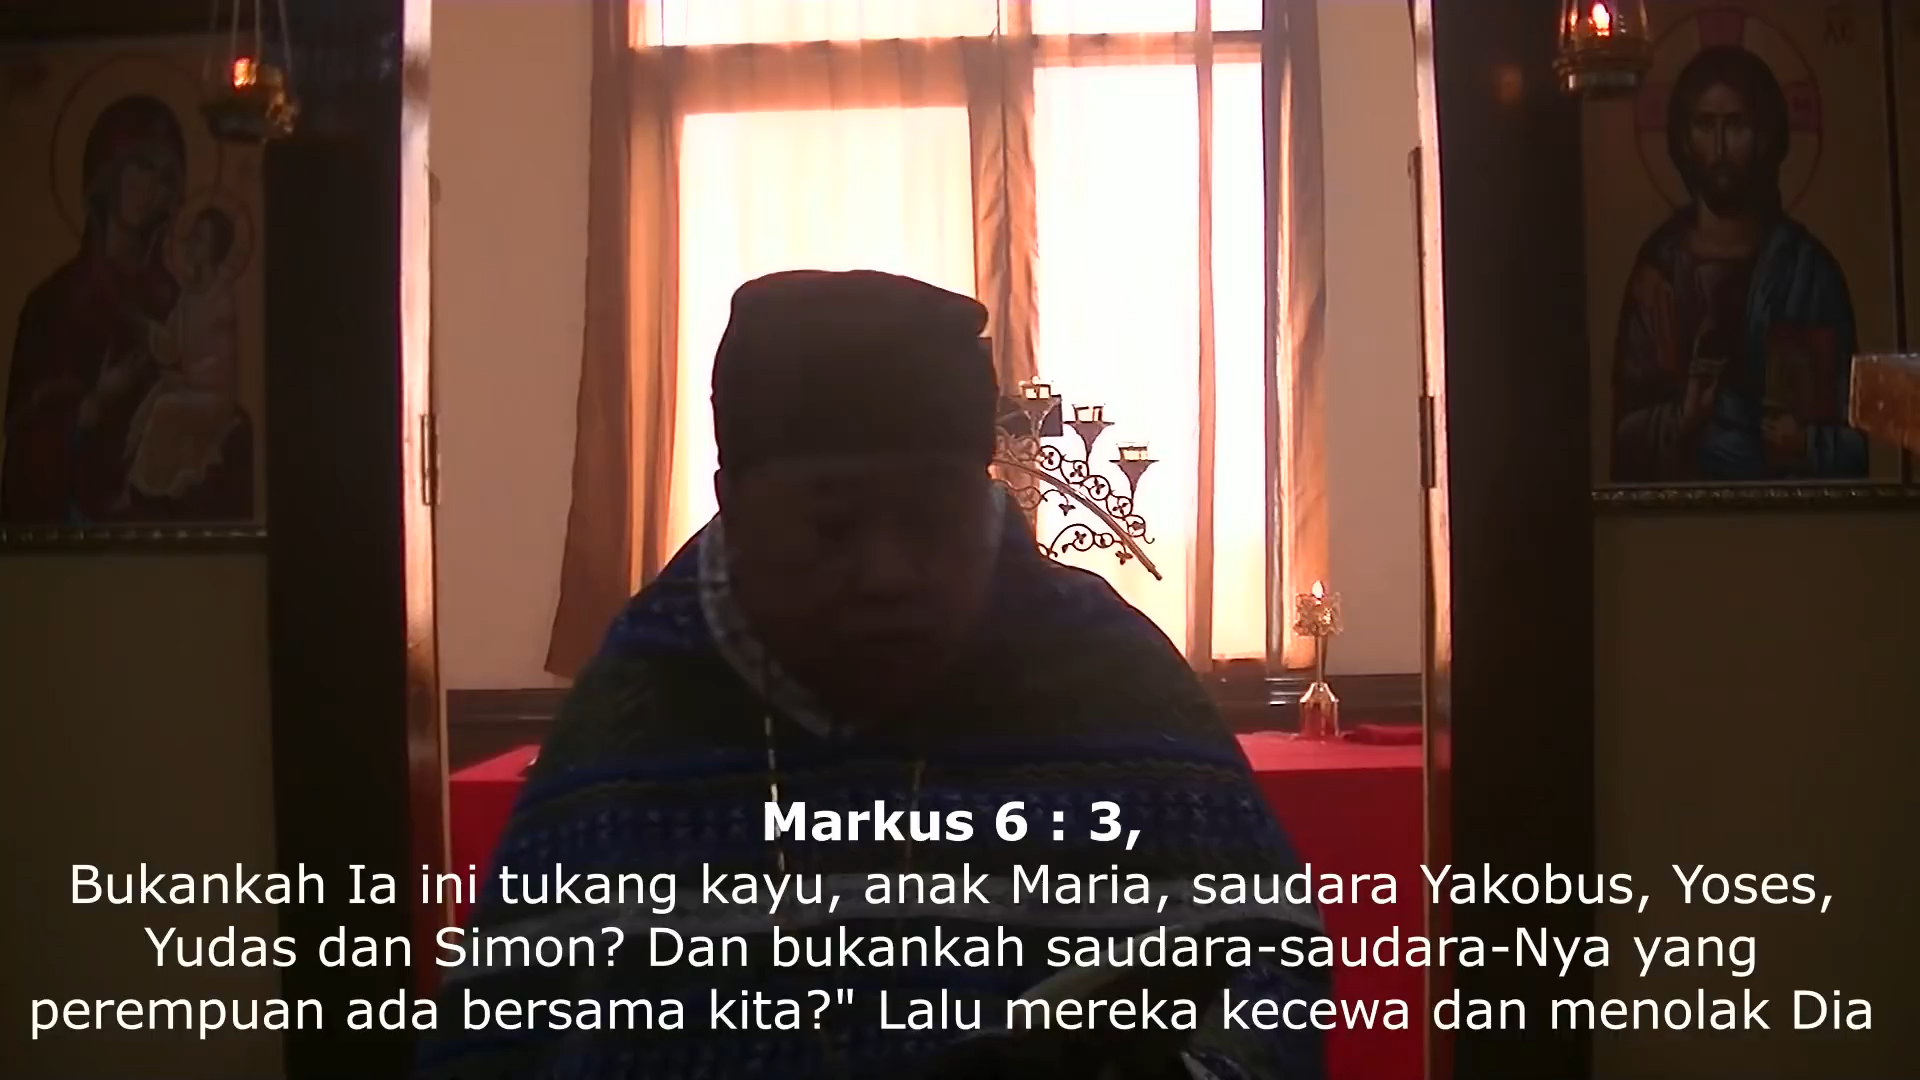 Markus 6 : 3,
Bukankah Ia ini tukang kayu, anak Maria, saudara Yakobus, Yoses,
Yudas dan Simon? Dan bukankah saudara-saudara-Nya yang
perempuan ada bersama kita?" Lalu mereka kecewa dan menolak Dia